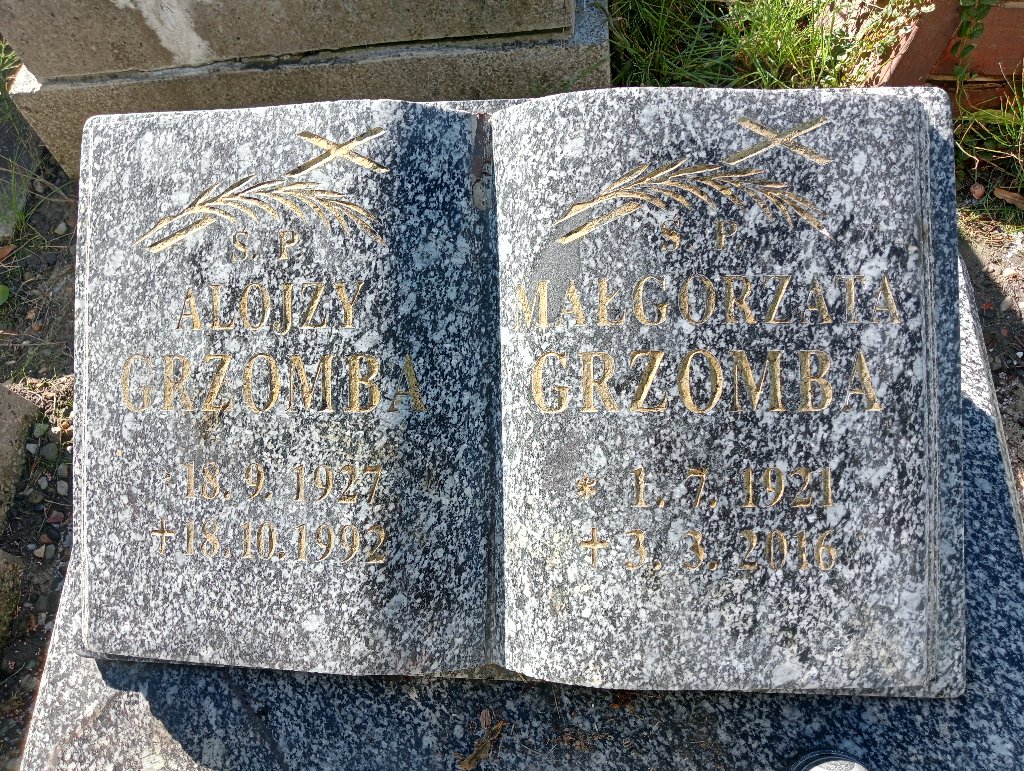 Ś P
ALOJZY
GRZOMBA
* 18. 9. 1927
+ 18. 10. 1992
Ś P
MAŁGORZATA
GRZOMBA
* 1. 7. 1921
+ 3. 3. 2016